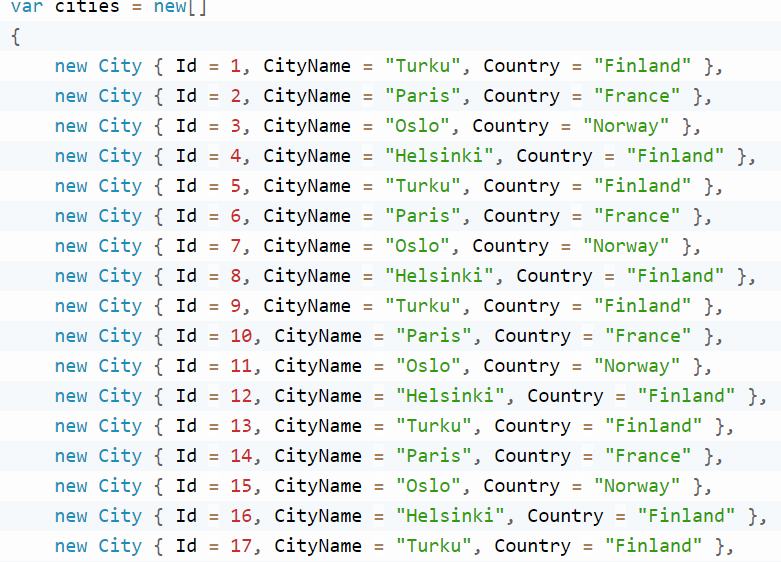 var cities = new[]
{
    new City { Id = 1, CityName = "Turku", Country = "Finland" },
    new City { Id = 2, CityName = "Paris", Country = "France" },
    new City { Id = 3, CityName = "Oslo", Country = "Norway" },
    new City { Id = 4, CityName = "Helsinki", Country = "Finland" },
    new City { Id = 5, CityName = "Turku", Country = "Finland" },
    new City { Id = 6, CityName = "Paris", Country = "France" },
    new City { Id = 7, CityName = "Oslo", Country = "Norway" },
    new City { Id = 8, CityName = "Helsinki", Country = "Finland" },
    new City { Id = 9, CityName = "Turku", Country = "Finland" },
    new City { Id = 10, CityName = "Paris", Country = "France" },
    new City { Id = 11, CityName = "Oslo", Country = "Norway" },
    new City { Id = 12, CityName = "Helsinki", Country = "Finland" },
    new City { Id = 13, CityName = "Turku", Country = "Finland" },
    new City { Id = 14, CityName = "Paris", Country = "France" },
    new City { Id = 15, CityName = "Oslo", Country = "Norway" },
    new City { Id = 16, CityName = "Helsinki", Country = "Finland" },
    new City { Id = 17, CityName = "Turku", Country = "Finland" },